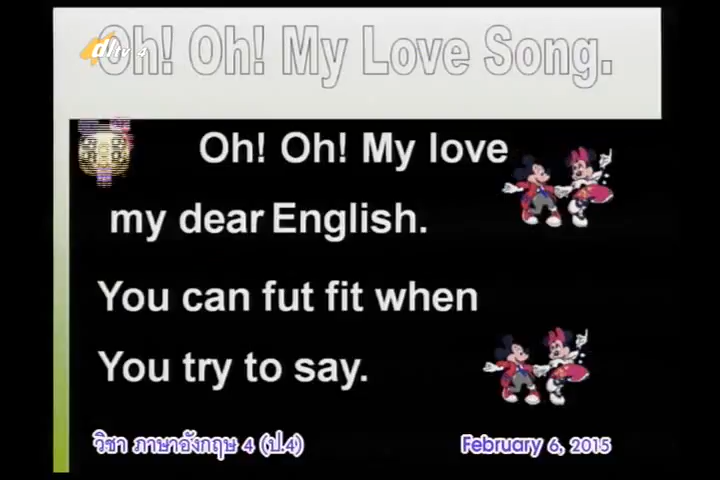 Oh! Oh! My Love Song.
dltv 4
Oh! Oh! My love
my dear English.
You can fut fit when
You try to say.
วิชา ภาษาอังกฤษ 4 (ป.4)
February 6, 2015